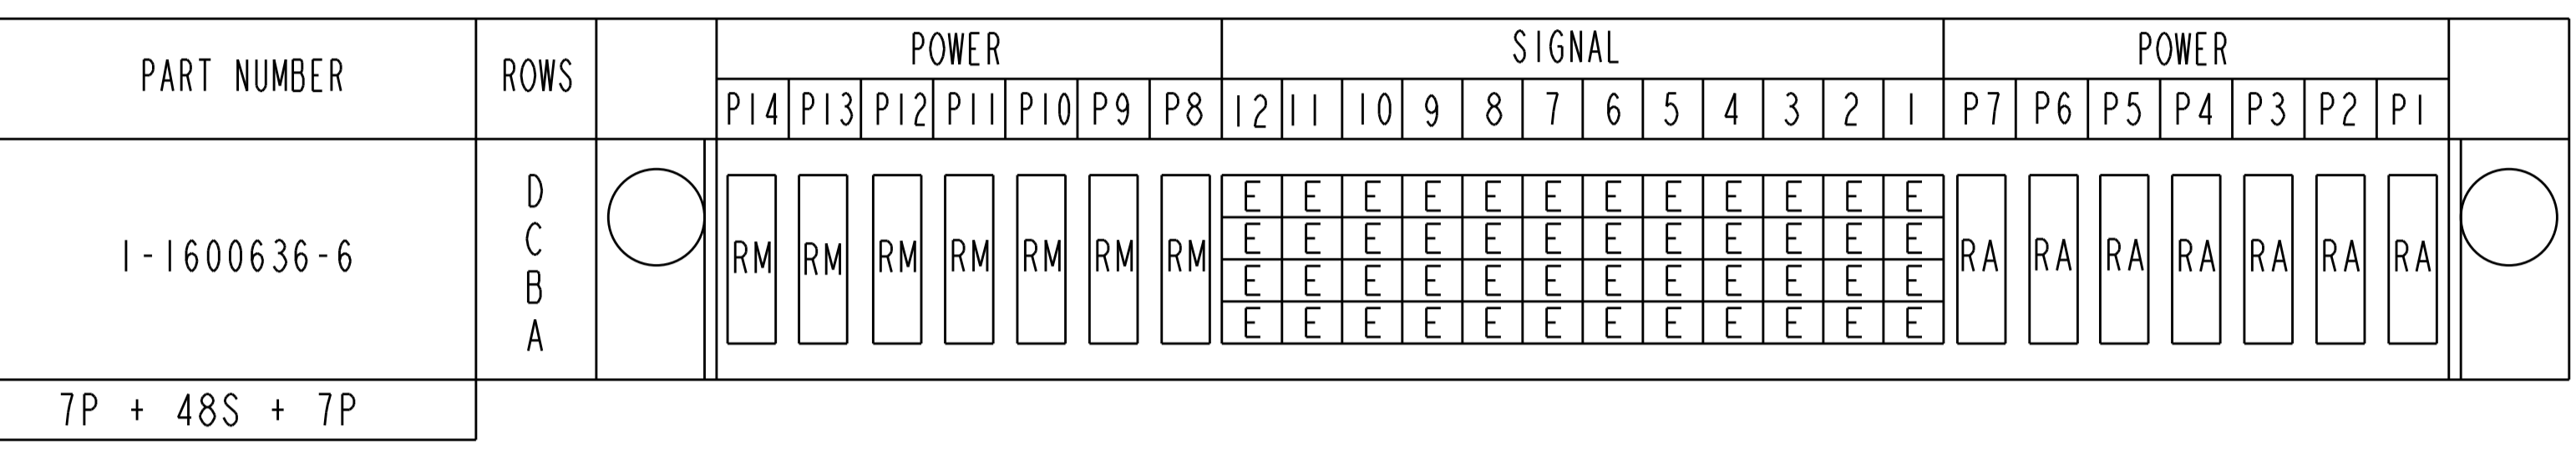 PART NUMBER ROWS POWER SIGNAL POWER
P14 P13 P12 P11 P10 P9 P8 12 11 10 9 8 7 6 5 4 3 2 1 P7 P6 P5 P4 P3 P2 P1
D E E E E E E E E E E E E
C E E E E E E E E E E E E
1-1600636-6 RM RM RM RM RM RM RM RA RA RA RA RA RA RA
B E E E E E E E E E E E E
A E E E E E E E E E E E E
7P + 48S + 7P